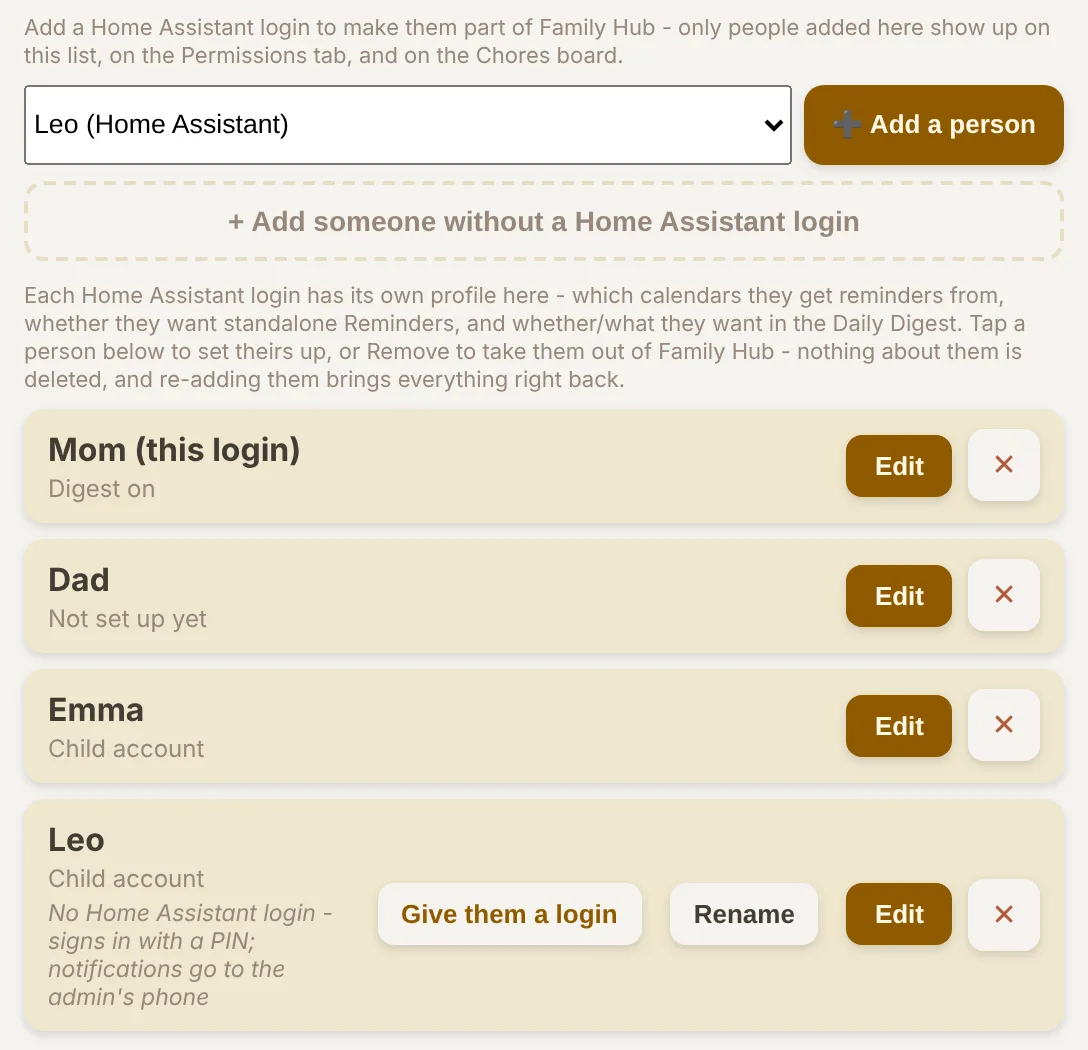 Add a Home Assistant login to make them part of Family Hub - only people added here show up on
this list, on the Permissions tab, and on the Chores board.
Leo (Home Assistant)
➕ Add a person
+ Add someone without a Home Assistant login
Each Home Assistant login has its own profile here - which calendars they get reminders from,
whether they want standalone Reminders, and whether/what they want in the Daily Digest. Tap a
person below to set theirs up, or Remove to take them out of Family Hub - nothing about them is
deleted, and re-adding them brings everything right back.
Mom (this login)
Digest on
Edit
✕
Dad
Not set up yet
Edit
✕
Emma
Child account
Edit
✕
Leo
Child account
No Home Assistant login -
signs in with a PIN;
notifications go to the
admin's phone
Give them a login
Rename
Edit
✕